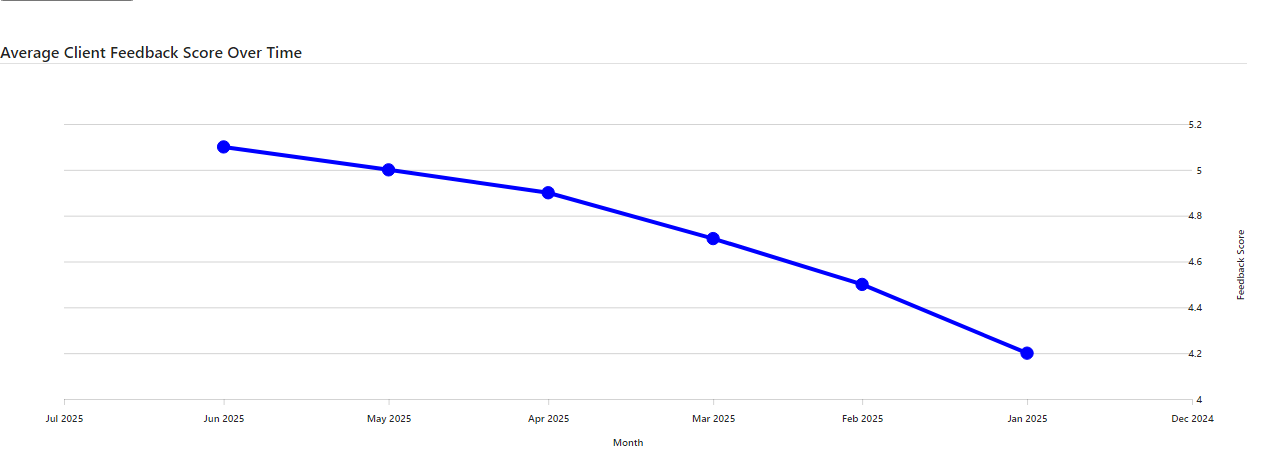 Average Client Feedback Score Over Time
5.2
5
4.8
4.6
4.4
4.2
4
Feedback Score
Jul 2025 Jun 2025 May 2025 Apr 2025 Mar 2025 Feb 2025 Jan 2025 Dec 2024
Month